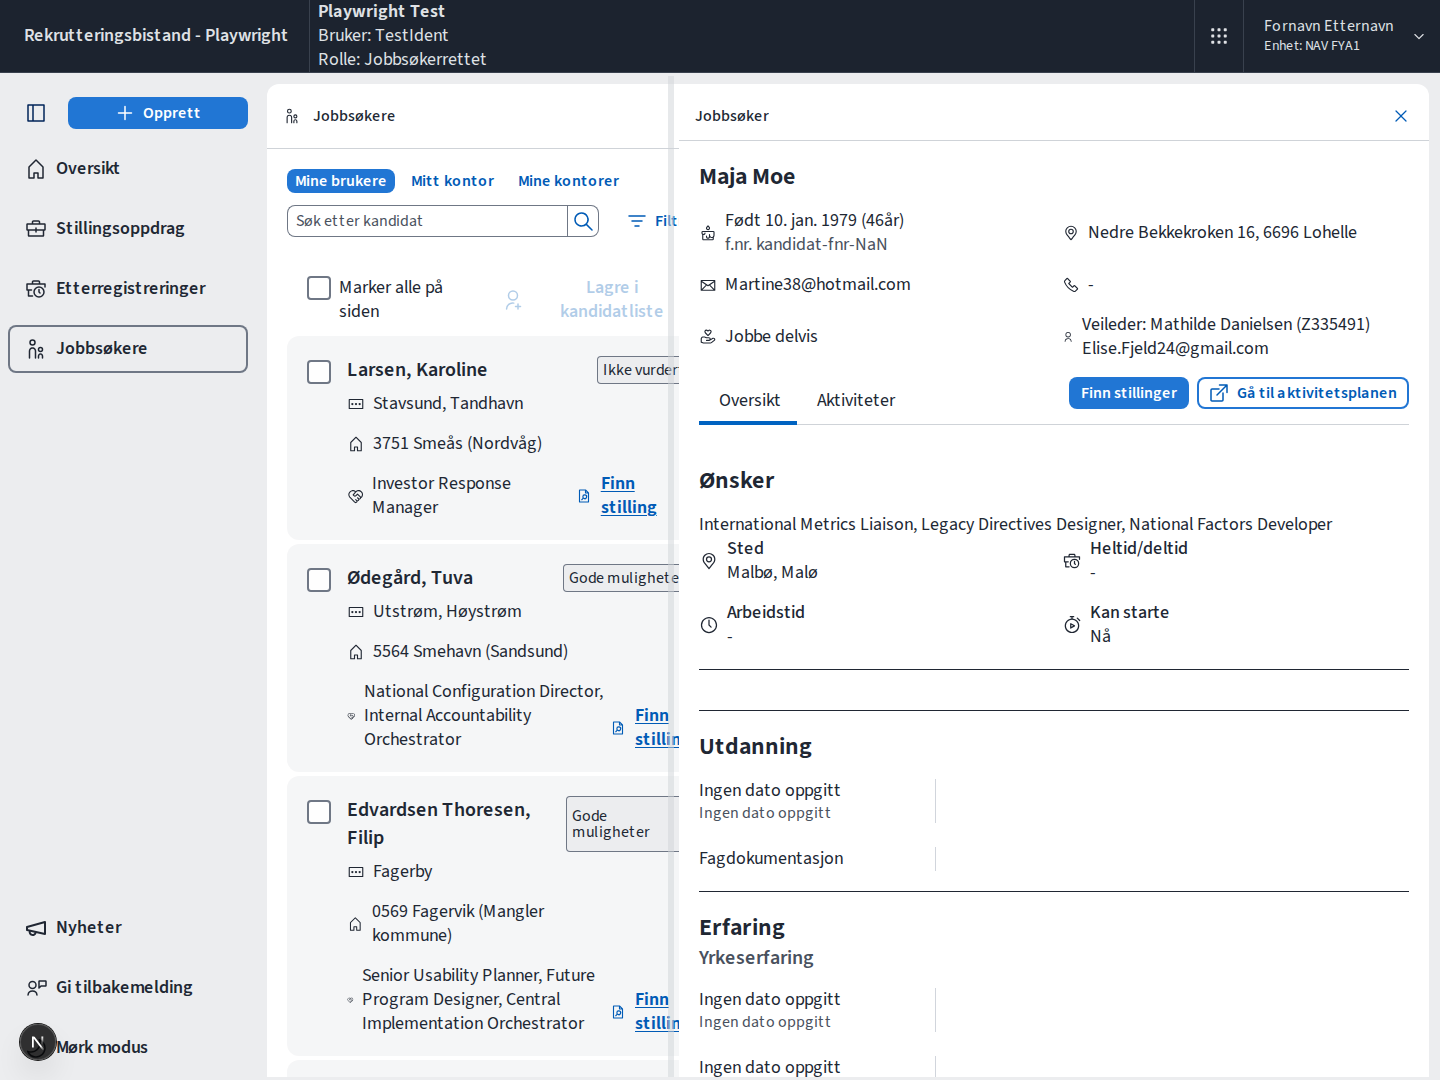 Rekrutteringsbistand - Playwright
Playwright Test
Bruker: TestIdent
Rolle: Jobbsøkerrettet
Fornavn Etternavn
Enhet: NAV FYA1
Opprett
Oversikt
Stillingsoppdrag
Etterregistreringer
Jobbsøkere
Nyheter
Gi tilbakemelding
N
Mørk modus
Jobbsøkere
Mine brukere
Mitt kontor
Mine kontorer
Søk etter kandidat
Filt
Marker alle på
siden
Lagre i
kandidatliste
Larsen, Karoline
Ikke vurder
Stavsund, Tandhavn
3751 Smeås (Nordvåg)
Investor Response
Manager
Finn
stilling
Ødegård, Tuva
Gode mulighete
Utstrøm, Høystrøm
5564 Smehavn (Sandsund)
National Configuration Director,
Internal Accountability
Orchestrator
Finn
stillin
Edvardsen Thoresen,
Filip
Gode
muligheter
Fagerby
0569 Fagervik (Mangler
kommune)
Senior Usability Planner, Future
Program Designer, Central
Implementation Orchestrator
Finn
stillin
Jobbsøker
Maja Moe
Født 10. jan. 1979 (46år)
f.nr. kandidat-fnr-NaN
Nedre Bekkekroken 16, 6696 Lohelle
Martine38@hotmail.com
-
Jobbe delvis
Veileder: Mathilde Danielsen (Z335491)
Elise.Fjeld24@gmail.com
Oversikt
Aktiviteter
Finn stillinger
Gå til aktivitetsplanen
Ønsker
International Metrics Liaison, Legacy Directives Designer, National Factors Developer
Sted
Malbø, Malø
Heltid/deltid
-
Arbeidstid
-
Kan starte
Nå
Utdanning
Ingen dato oppgitt
Ingen dato oppgitt
Fagdokumentasjon
Erfaring
Yrkeserfaring
Ingen dato oppgitt
Ingen dato oppgitt
Ingen dato oppgitt